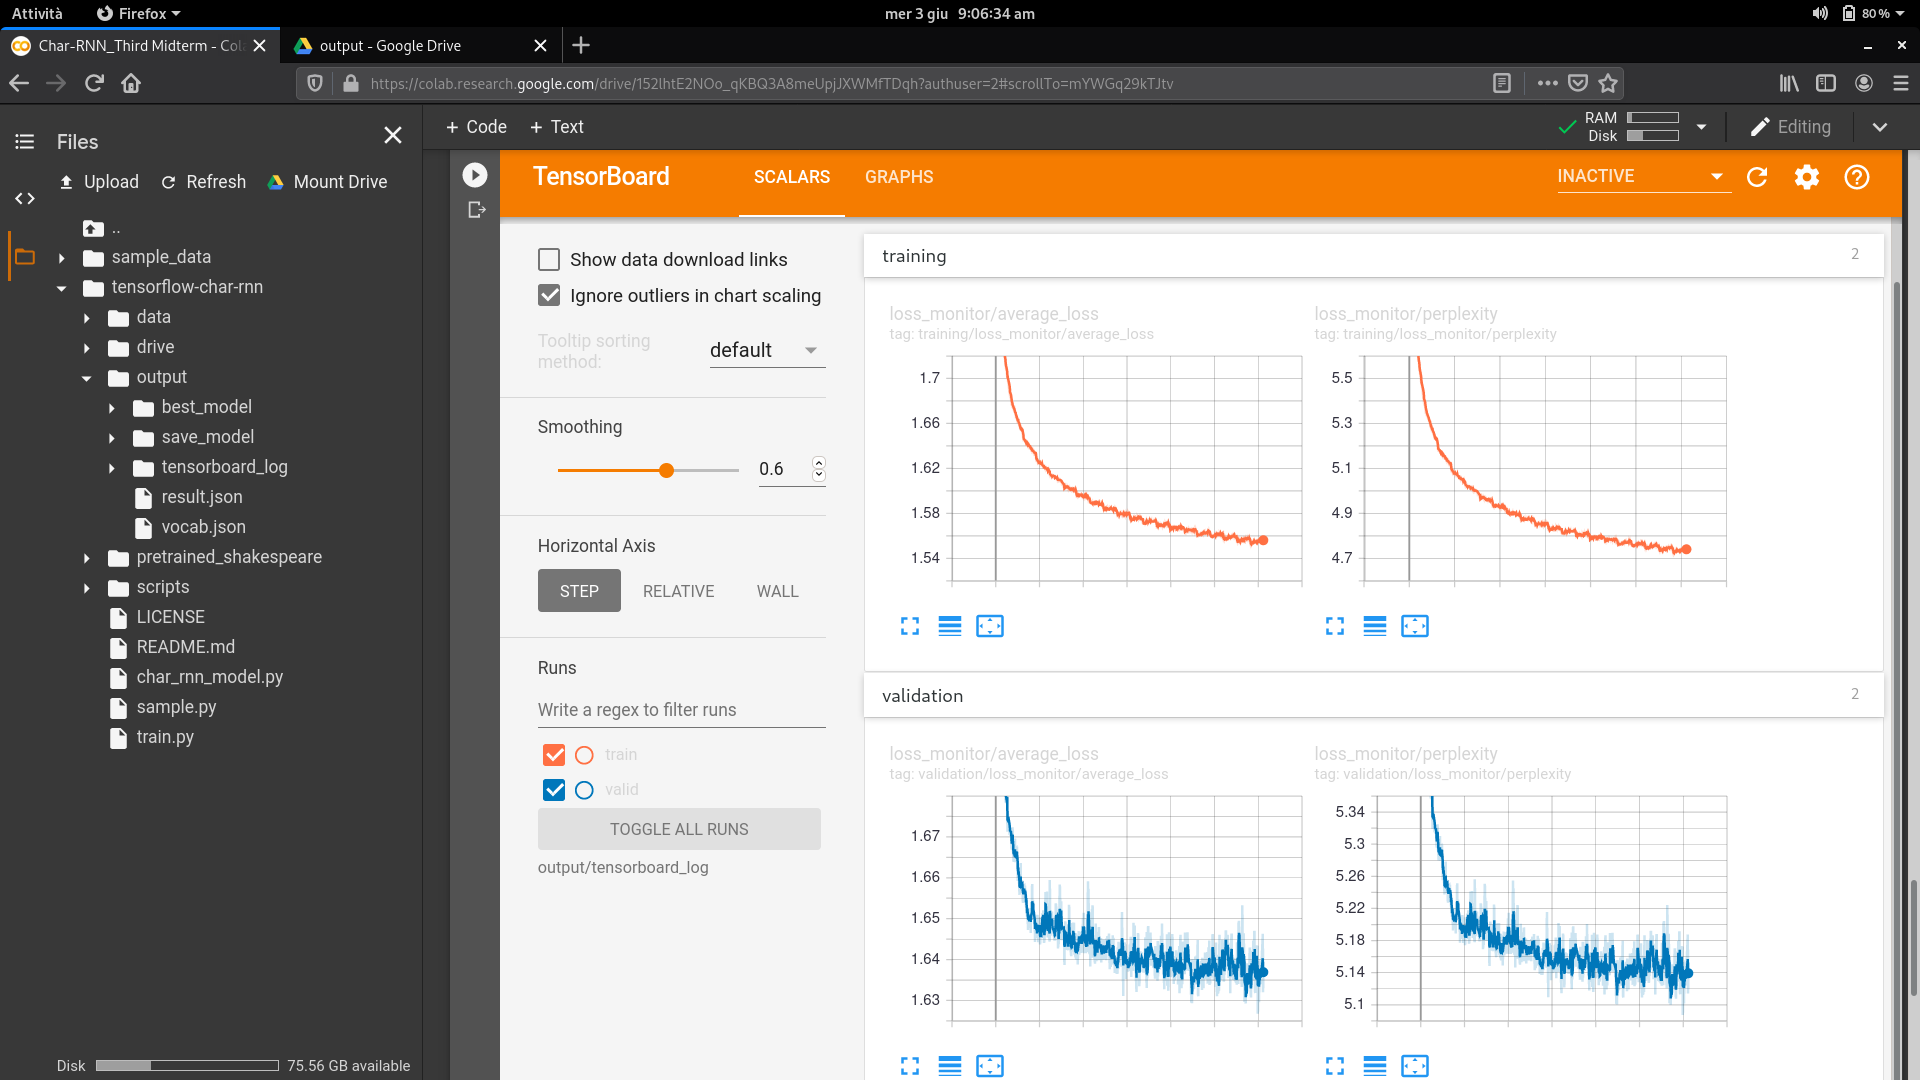 Attività
Firefox
mer 3 giu 9:06:34 am
80 %
Char-RNN_Third Midterm - Col
output - Google Drive
https://colab.research.google.com/drive/152lhtE2NOo_qKBQ3A8meUpjJXWMfTDqh?authuser=2#scrollTo=mYWGq29kTJtv
Files
Upload
Refresh
Mount Drive
..
sample_data
tensorflow-char-rnn
data
drive
output
best_model
save_model
tensorboard_log
result.json
vocab.json
pretrained_shakespeare
scripts
LICENSE
README.md
char_rnn_model.py
sample.py
train.py
Disk
75.56 GB available
+ Code
+ Text
RAM
Disk
Editing
TensorBoard
SCALARS
GRAPHS
INACTIVE
Show data download links
Ignore outliers in chart scaling
Tooltip sorting
method:
default
Smoothing
0.6
Horizontal Axis
STEP
RELATIVE
WALL
Runs
Write a regex to filter runs
train
valid
TOGGLE ALL RUNS
output/tensorboard_log
training
2
loss_monitor/average_loss
tag: training/loss_monitor/average_loss
1.7
1.66
1.62
1.58
1.54
loss_monitor/perplexity
tag: training/loss_monitor/perplexity
5.5
5.3
5.1
4.9
4.7
validation
2
loss_monitor/average_loss
tag: validation/loss_monitor/average_loss
1.67
1.66
1.65
1.64
1.63
loss_monitor/perplexity
tag: validation/loss_monitor/perplexity
5.34
5.3
5.26
5.22
5.18
5.14
5.1